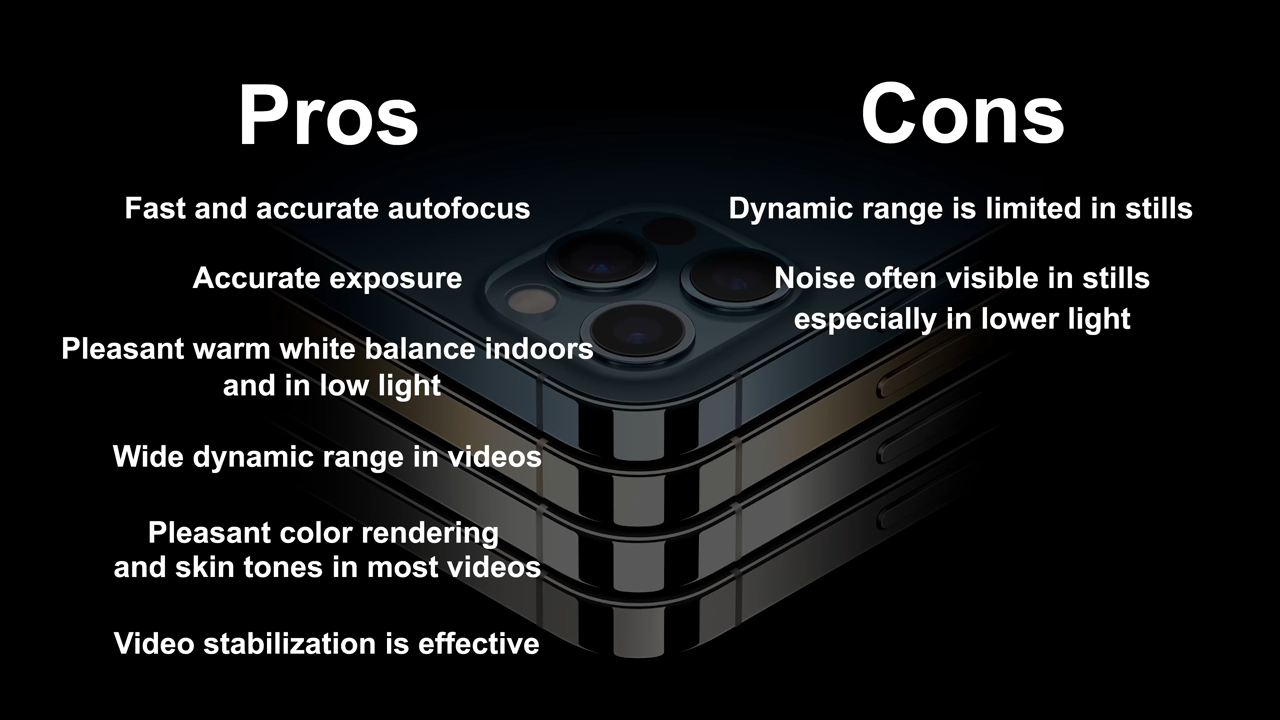 Pros
Fast and accurate autofocus
Accurate exposure
Pleasant warm white balance indoors
and in low light
Wide dynamic range in videos
Pleasant color rendering
and skin tones in most videos
Video stabilization is effective
Cons
Dynamic range is limited in stills
Noise often visible in stills
especially in lower light